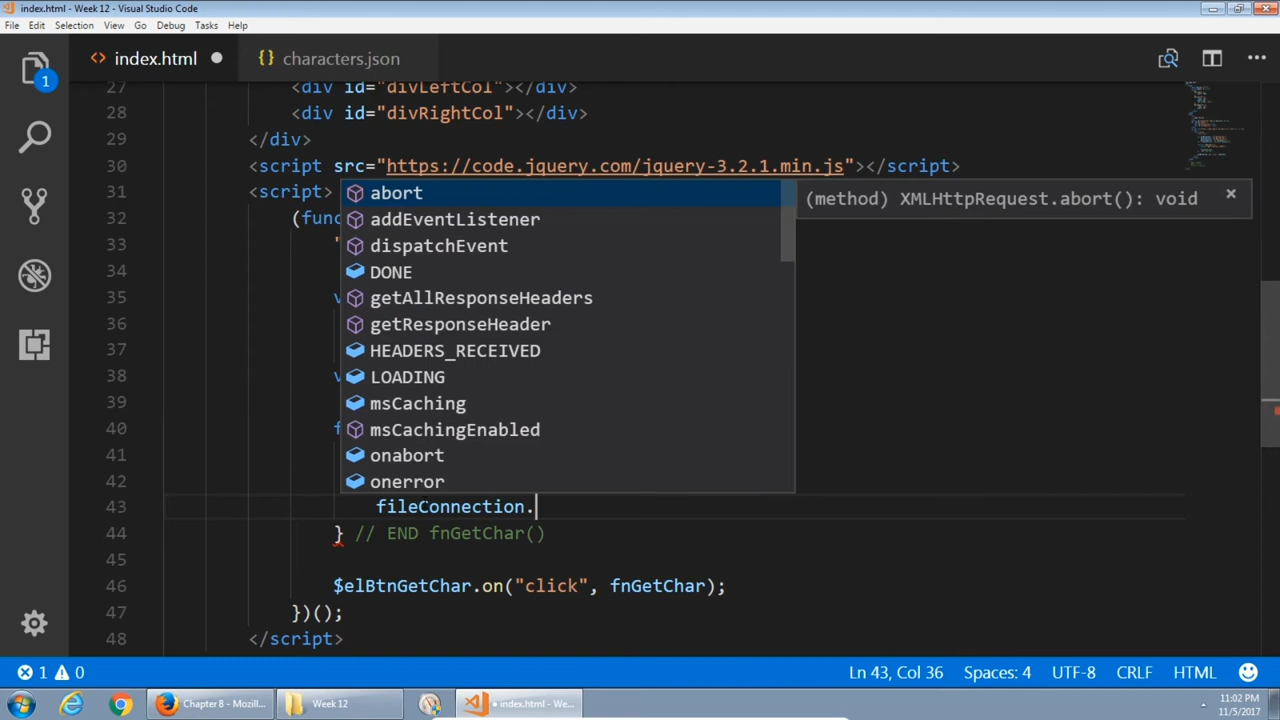 index.html - Week 12 - Visual Studio Code
File Edit Selection View Go Debug Tasks Help
1
<> index.html
{} characters.json
27 <div id="divLeftCol"></div>
28 <div id="divRightCol"></div>
29 </div>
30 <script src="https://code.jquery.com/jquery-3.2.1.min.js"></script>
31 <script>
32 (func
33 "
34
35 v
36
37
38 v
39
40 f
41
42
abort
(method) XMLHttpRequest.abort(): void ×
addEventListener
dispatchEvent
DONE
getAllResponseHeaders
getResponseHeader
HEADERS_RECEIVED
LOADING
msCaching
msCachingEnabled
onabort
onerror
43 fileConnection.
44 } // END fnGetChar()
45
46 $elBtnGetChar.on("click", fnGetChar);
47 })();
48 </script>
1 0 Ln 43, Col 36 Spaces: 4 UTF-8 CRLF HTML
Chapter 8 - Mozill... Week 12 • index.html - We...
11:02 PM
11/5/2017